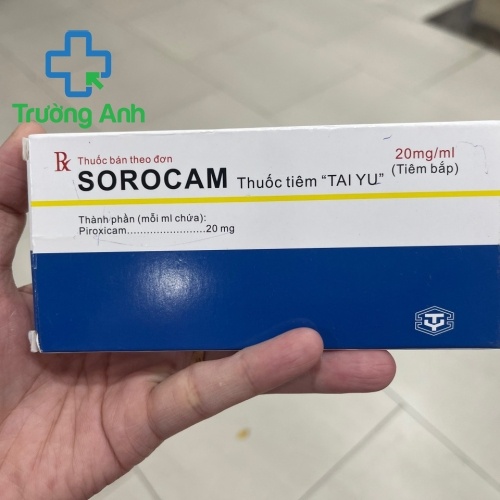 Trường Anh
Rx Thuốc bán theo đơn
SOROCAM Thuốc tiêm “TAI YU”
20mg/ml
(Tiêm bắp)
Thành phần (mỗi ml chứa):
Piroxicam........................20 mg